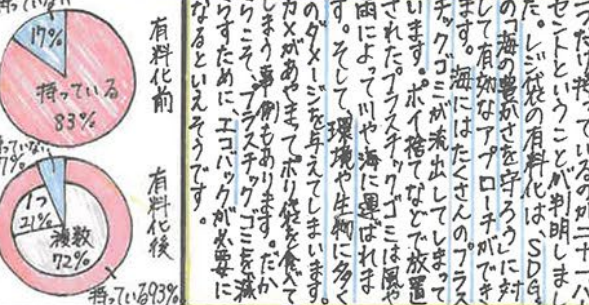 つだけ持っているのが二十一パ
セントということが判明しまし
た。レジ袋の有料化は、SDG
の「海の豊かさを守ろう」に対
して有効なアプローチができ
ます。海にはたくさんのプラス
チックゴミが流出してしまって
います。ポイ捨てなどで放置
されたプラスチックゴミは風や
雨によって川や海に運ばれま
す。そして、環境や生物に多く
のダメージを与えてしまいます。
カメがあやまってポリ袋を食べて
しまう事例もあります。だか
らこそ、プラスチックゴミを減
らすために、エコバックが必要に
なるといえそうです。
有料化前
持っていない
17%
持っている
83%
有料化後
持っていない
7%
1つ
21%
複数
72%
持っている93%